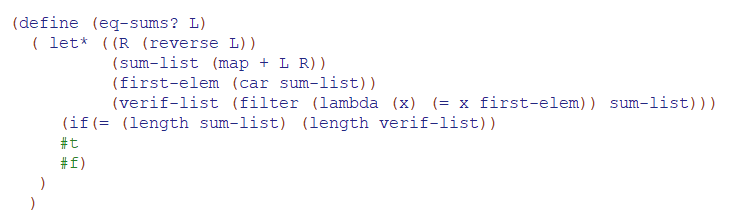 (define (eq-sums? L)
  ( let* ((R (reverse L))
          (sum-list (map + L R))
          (first-elem (car sum-list))
          (verif-list (filter (lambda (x) (= x first-elem)) sum-list)))
     (if(= (length sum-list) (length verif-list))
     #t
     #f)
   )
  )